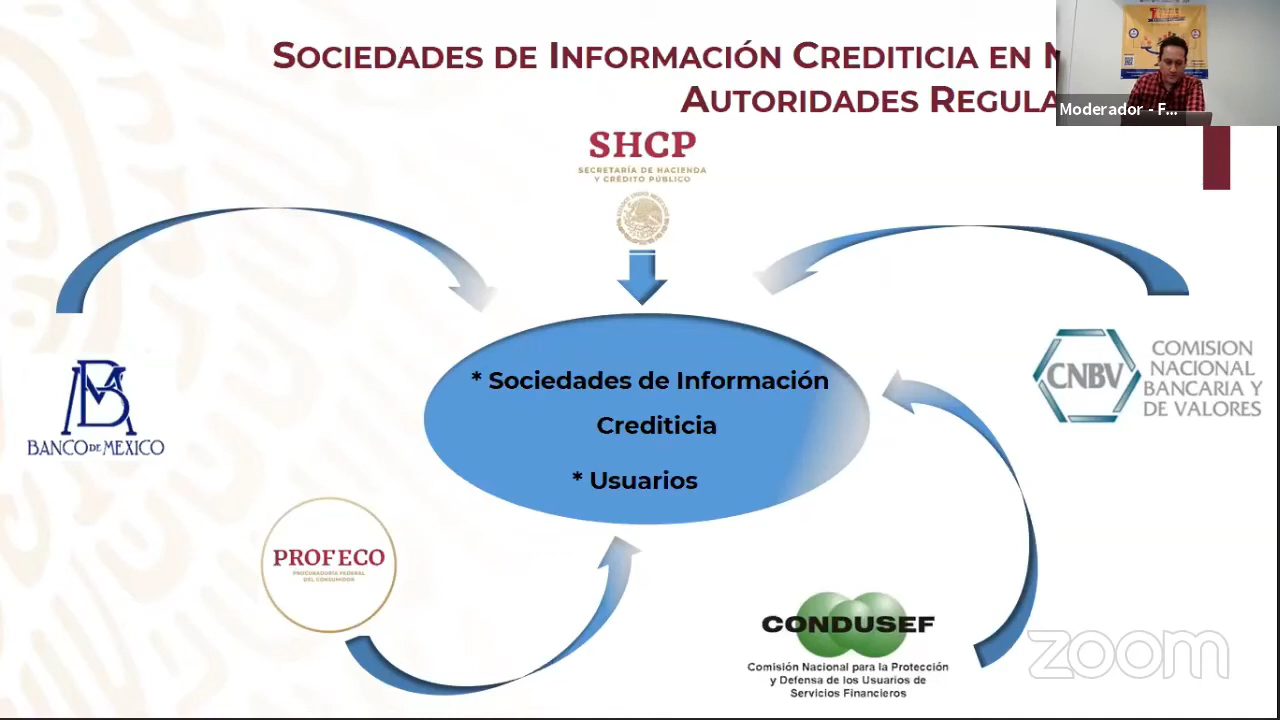 SOCIEDADES DE INFORMACIÓN CREDITICIA EN
AUTORIDADES REGULA
Moderador - F...
SHCP
SECRETARÍA DE HACIENDA
Y CRÉDITO PÚBLICO
* Sociedades de Información
Crediticia
* Usuarios
BANCO DE MEXICO
CNBV
COMISION
NACIONAL
BANCARIA Y
DE VALORES
PROFECO
PROCURADURÍA FEDERAL
DEL CONSUMIDOR
CONDUSEF
Comisión Nacional para la Protección
y Defensa de los Usuarios de
Servicios Financieros
zoom